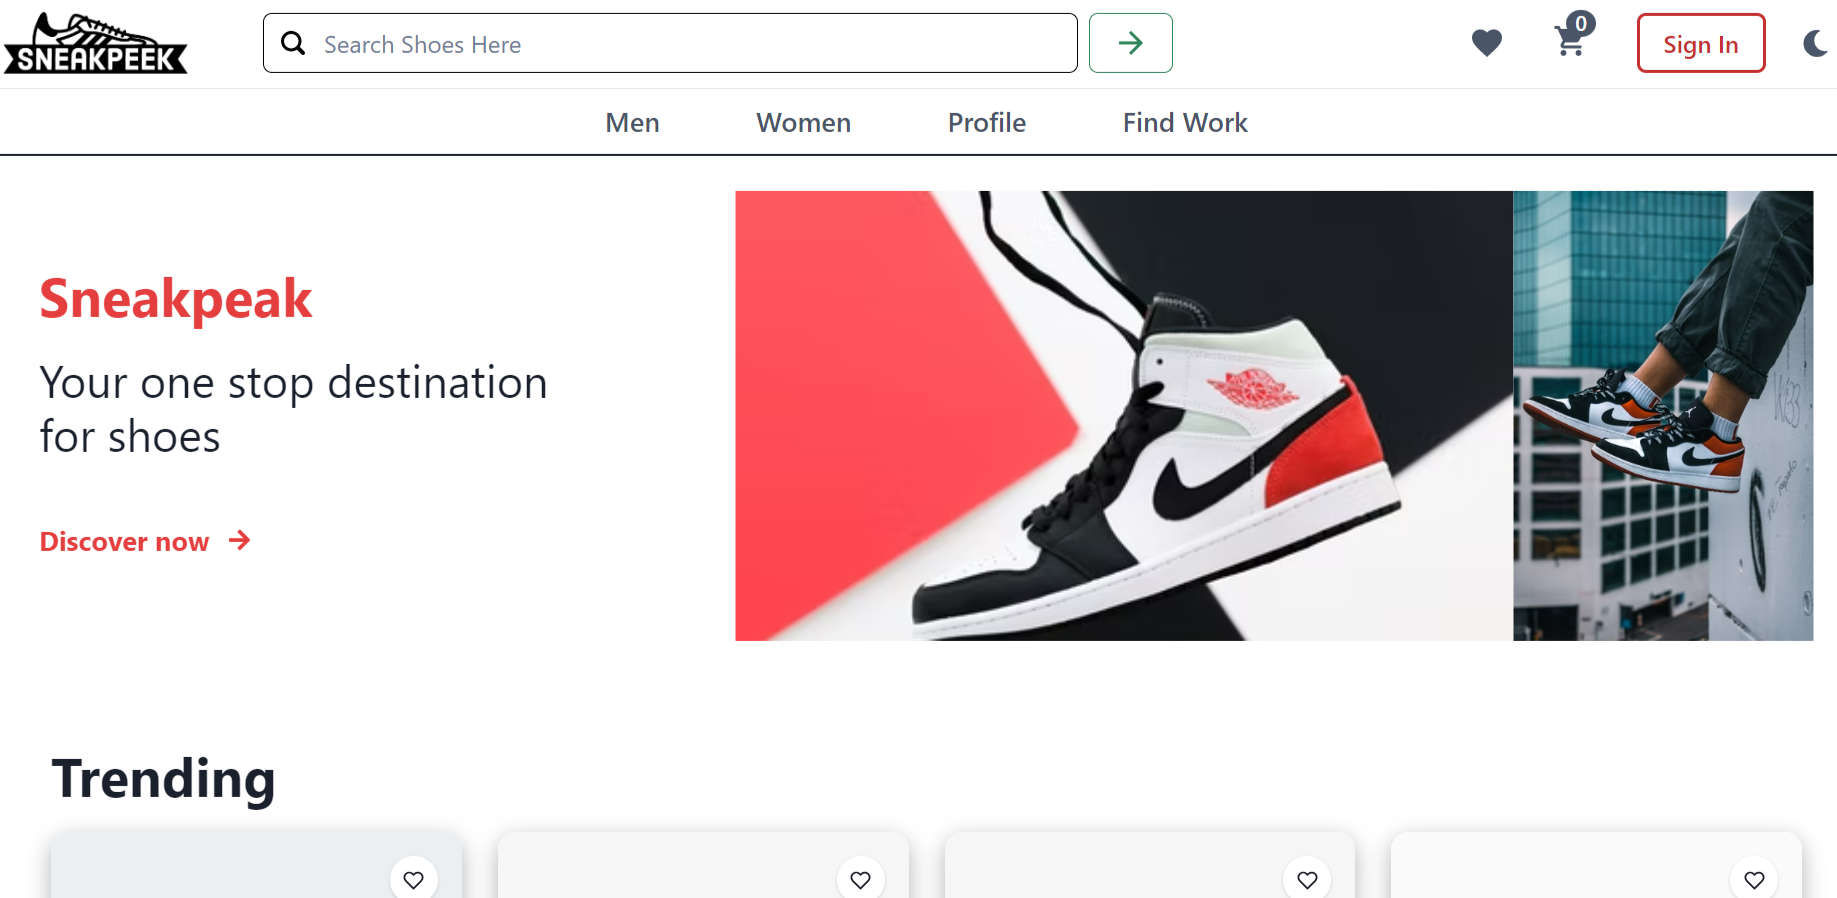 SNEAKPEEK
Search Shoes Here
0
Sign In
Men
Women
Profile
Find Work
Sneakpeak
Your one stop destination
for shoes
Discover now
Trending